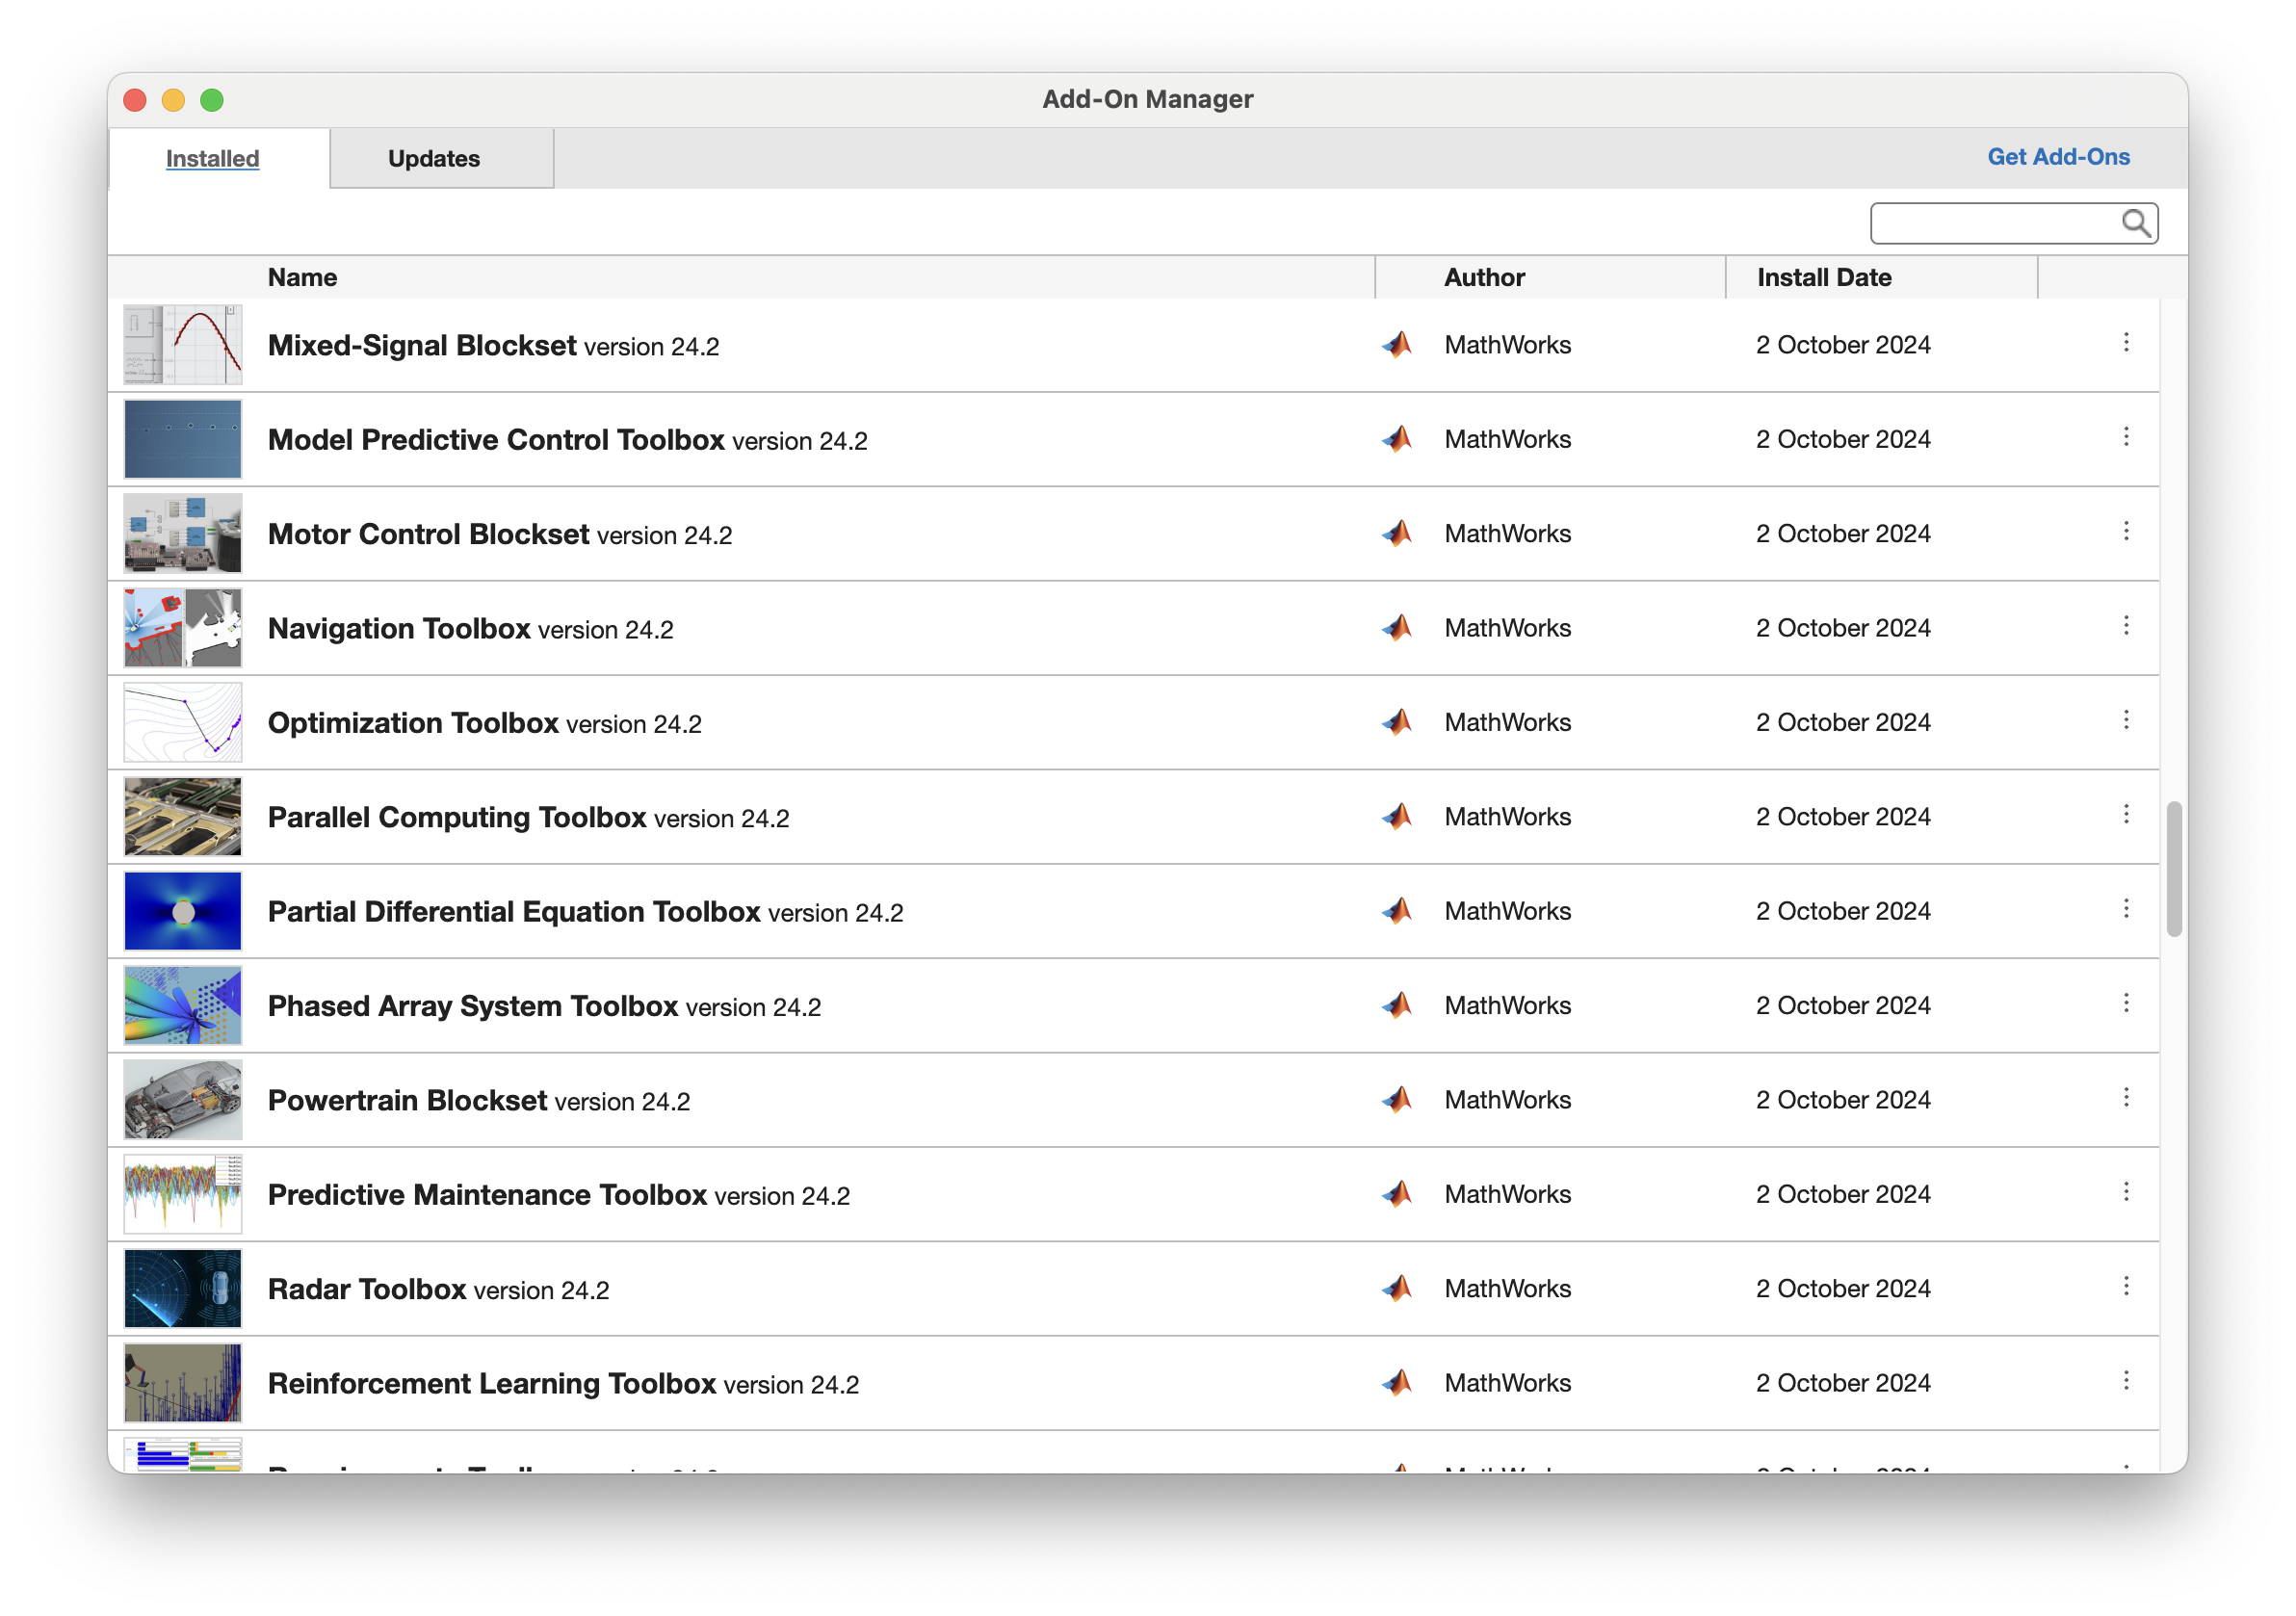 Add-On Manager
Installed Updates Get Add-Ons
Name Author Install Date
Mixed-Signal Blockset version 24.2 MathWorks 2 October 2024
Model Predictive Control Toolbox version 24.2 MathWorks 2 October 2024
Motor Control Blockset version 24.2 MathWorks 2 October 2024
Navigation Toolbox version 24.2 MathWorks 2 October 2024
Optimization Toolbox version 24.2 MathWorks 2 October 2024
Parallel Computing Toolbox version 24.2 MathWorks 2 October 2024
Partial Differential Equation Toolbox version 24.2 MathWorks 2 October 2024
Phased Array System Toolbox version 24.2 MathWorks 2 October 2024
Powertrain Blockset version 24.2 MathWorks 2 October 2024
Predictive Maintenance Toolbox version 24.2 MathWorks 2 October 2024
Radar Toolbox version 24.2 MathWorks 2 October 2024
Reinforcement Learning Toolbox version 24.2 MathWorks 2 October 2024